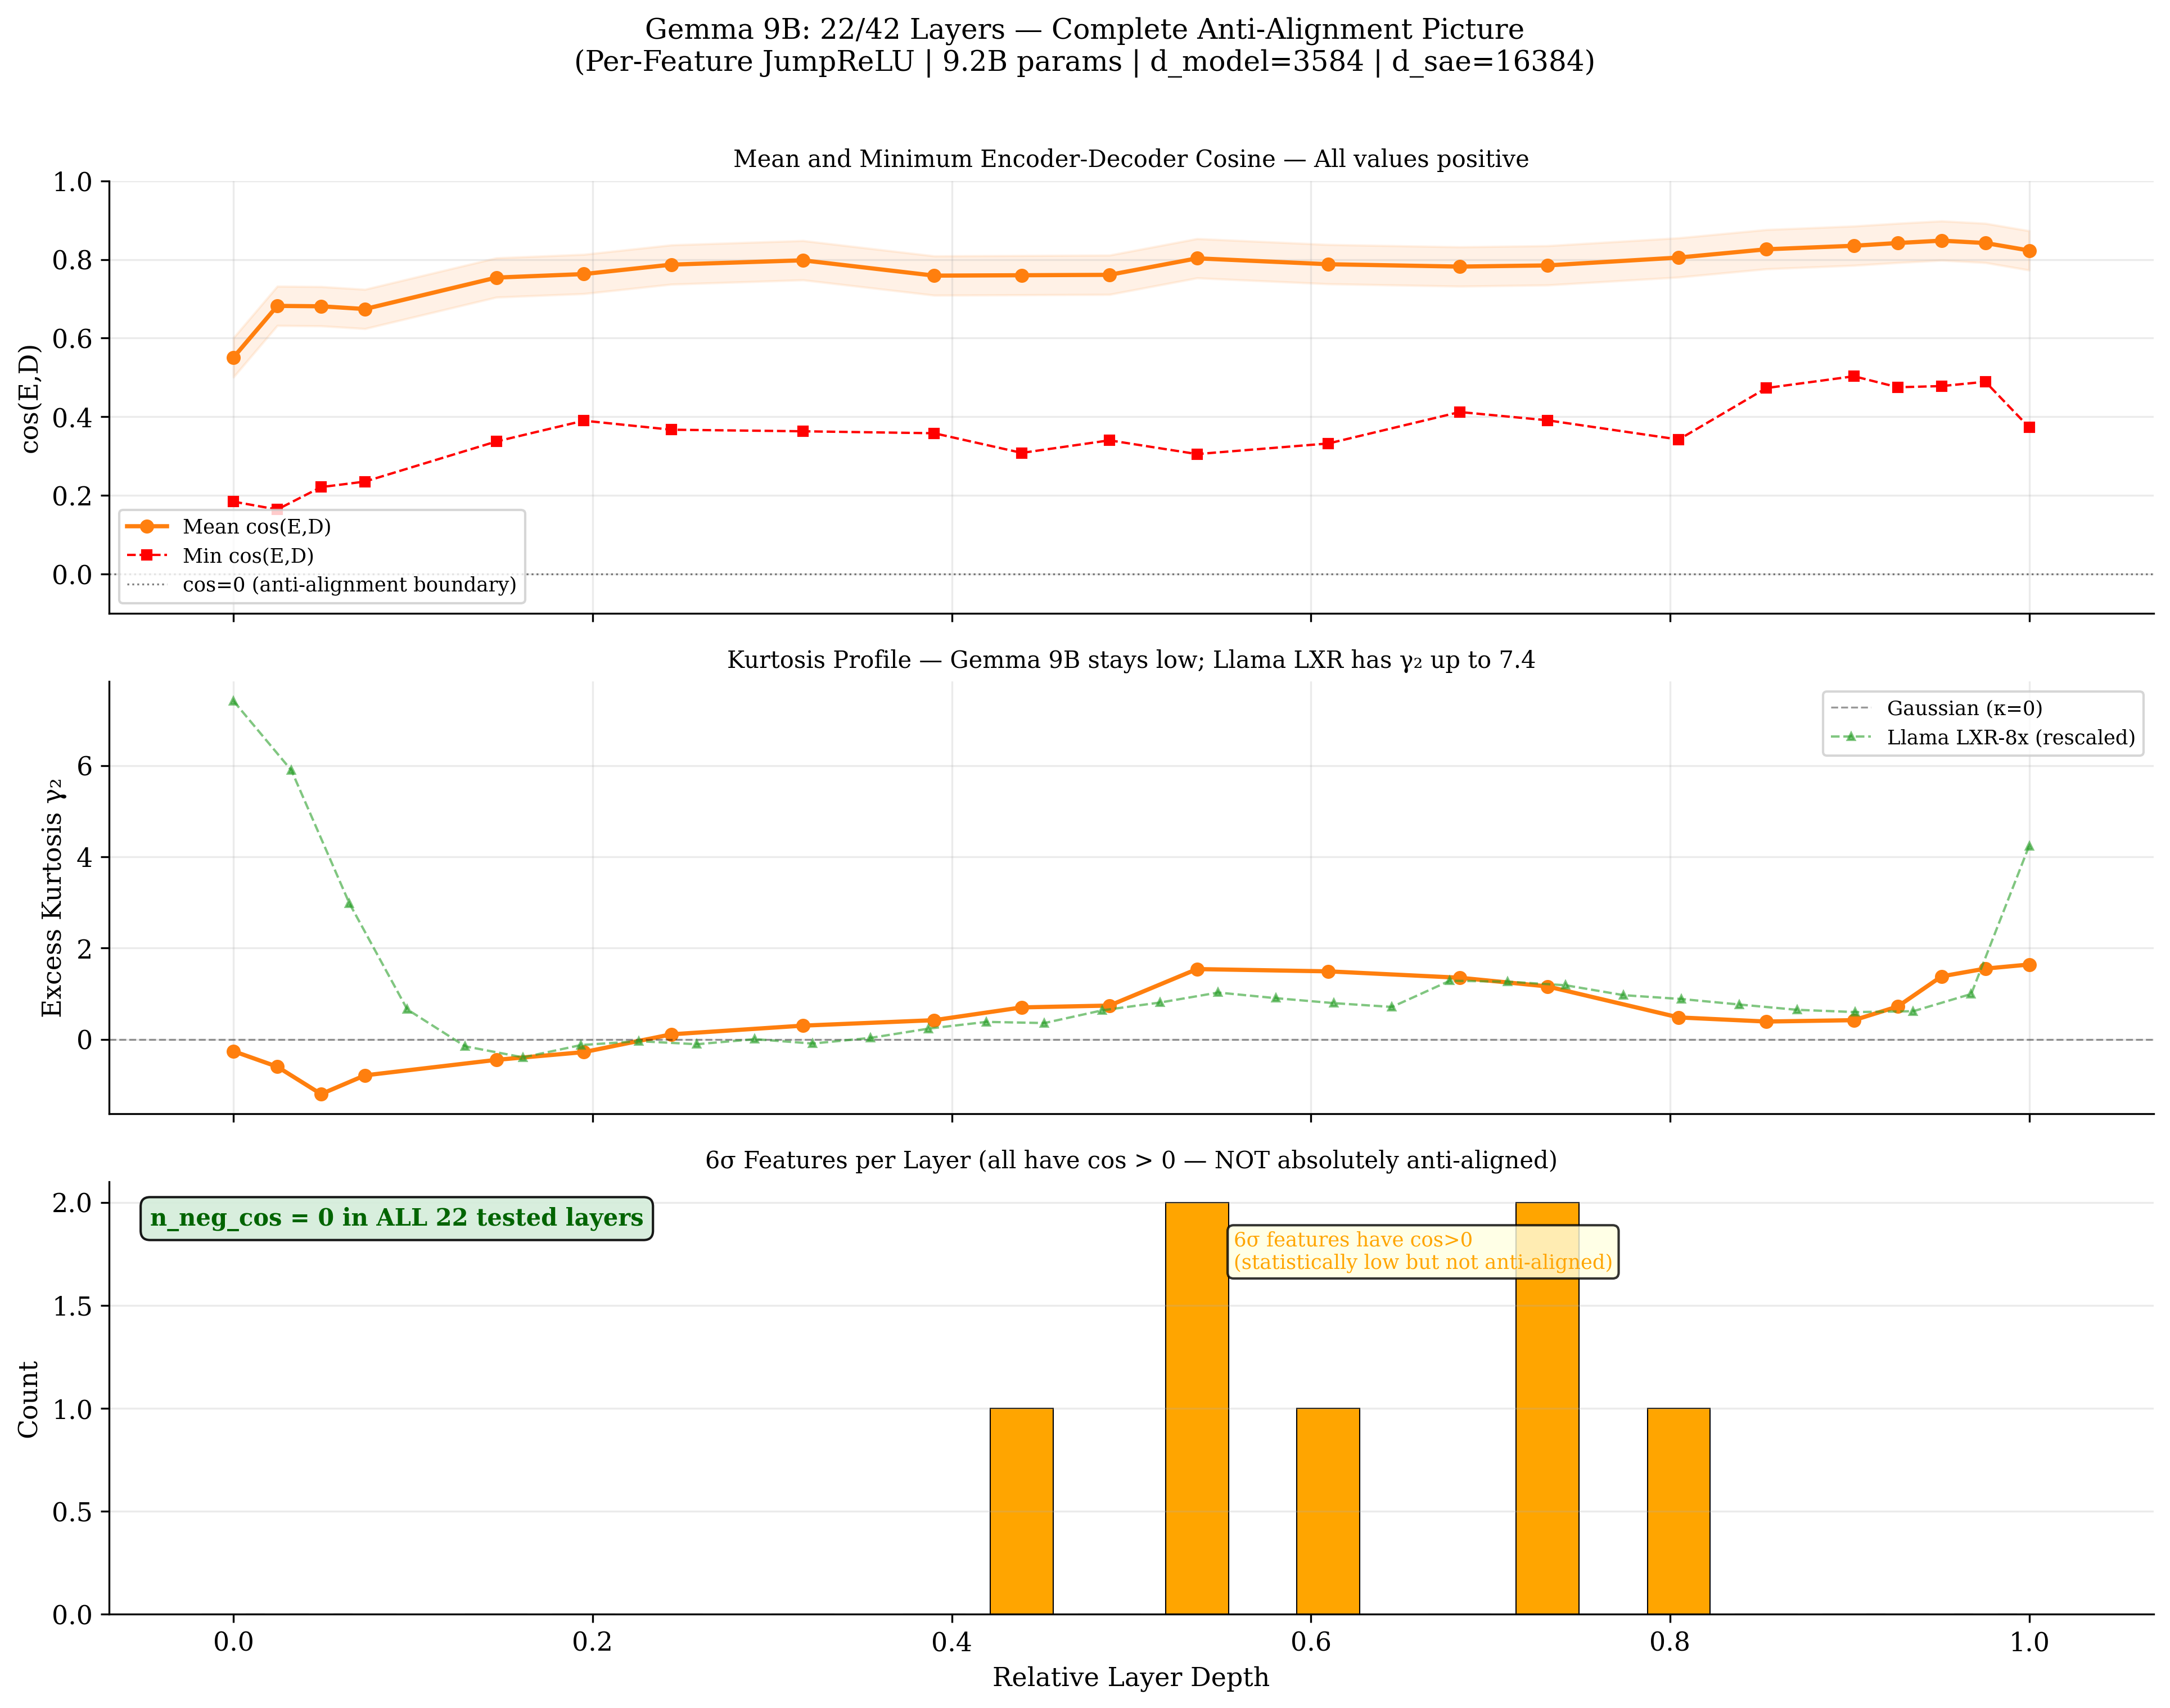 Gemma 9B: 22/42 Layers — Complete Anti-Alignment Picture
(Per-Feature JumpReLU | 9.2B params | d_model=3584 | d_sae=16384)
Mean and Minimum Encoder-Decoder Cosine — All values positive
cos(E,D)
1.0
0.8
0.6
0.4
0.2
0.0
Mean cos(E,D)
Min cos(E,D)
cos=0 (anti-alignment boundary)
Kurtosis Profile — Gemma 9B stays low; Llama LXR has γ₂ up to 7.4
Excess Kurtosis γ₂
6
4
2
0
Gaussian (κ=0)
Llama LXR-8x (rescaled)
6σ Features per Layer (all have cos > 0 — NOT absolutely anti-aligned)
Count
2.0
1.5
1.0
0.5
0.0
n_neg_cos = 0 in ALL 22 tested layers
6σ features have cos>0
(statistically low but not anti-aligned)
0.0
0.2
0.4
0.6
0.8
1.0
Relative Layer Depth